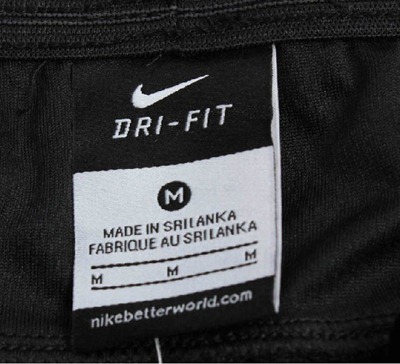 DRI-FIT
M
MADE IN SRI LANKA
FABRIQUE AU SRI LANKA
M M M
nikebetterworld.com